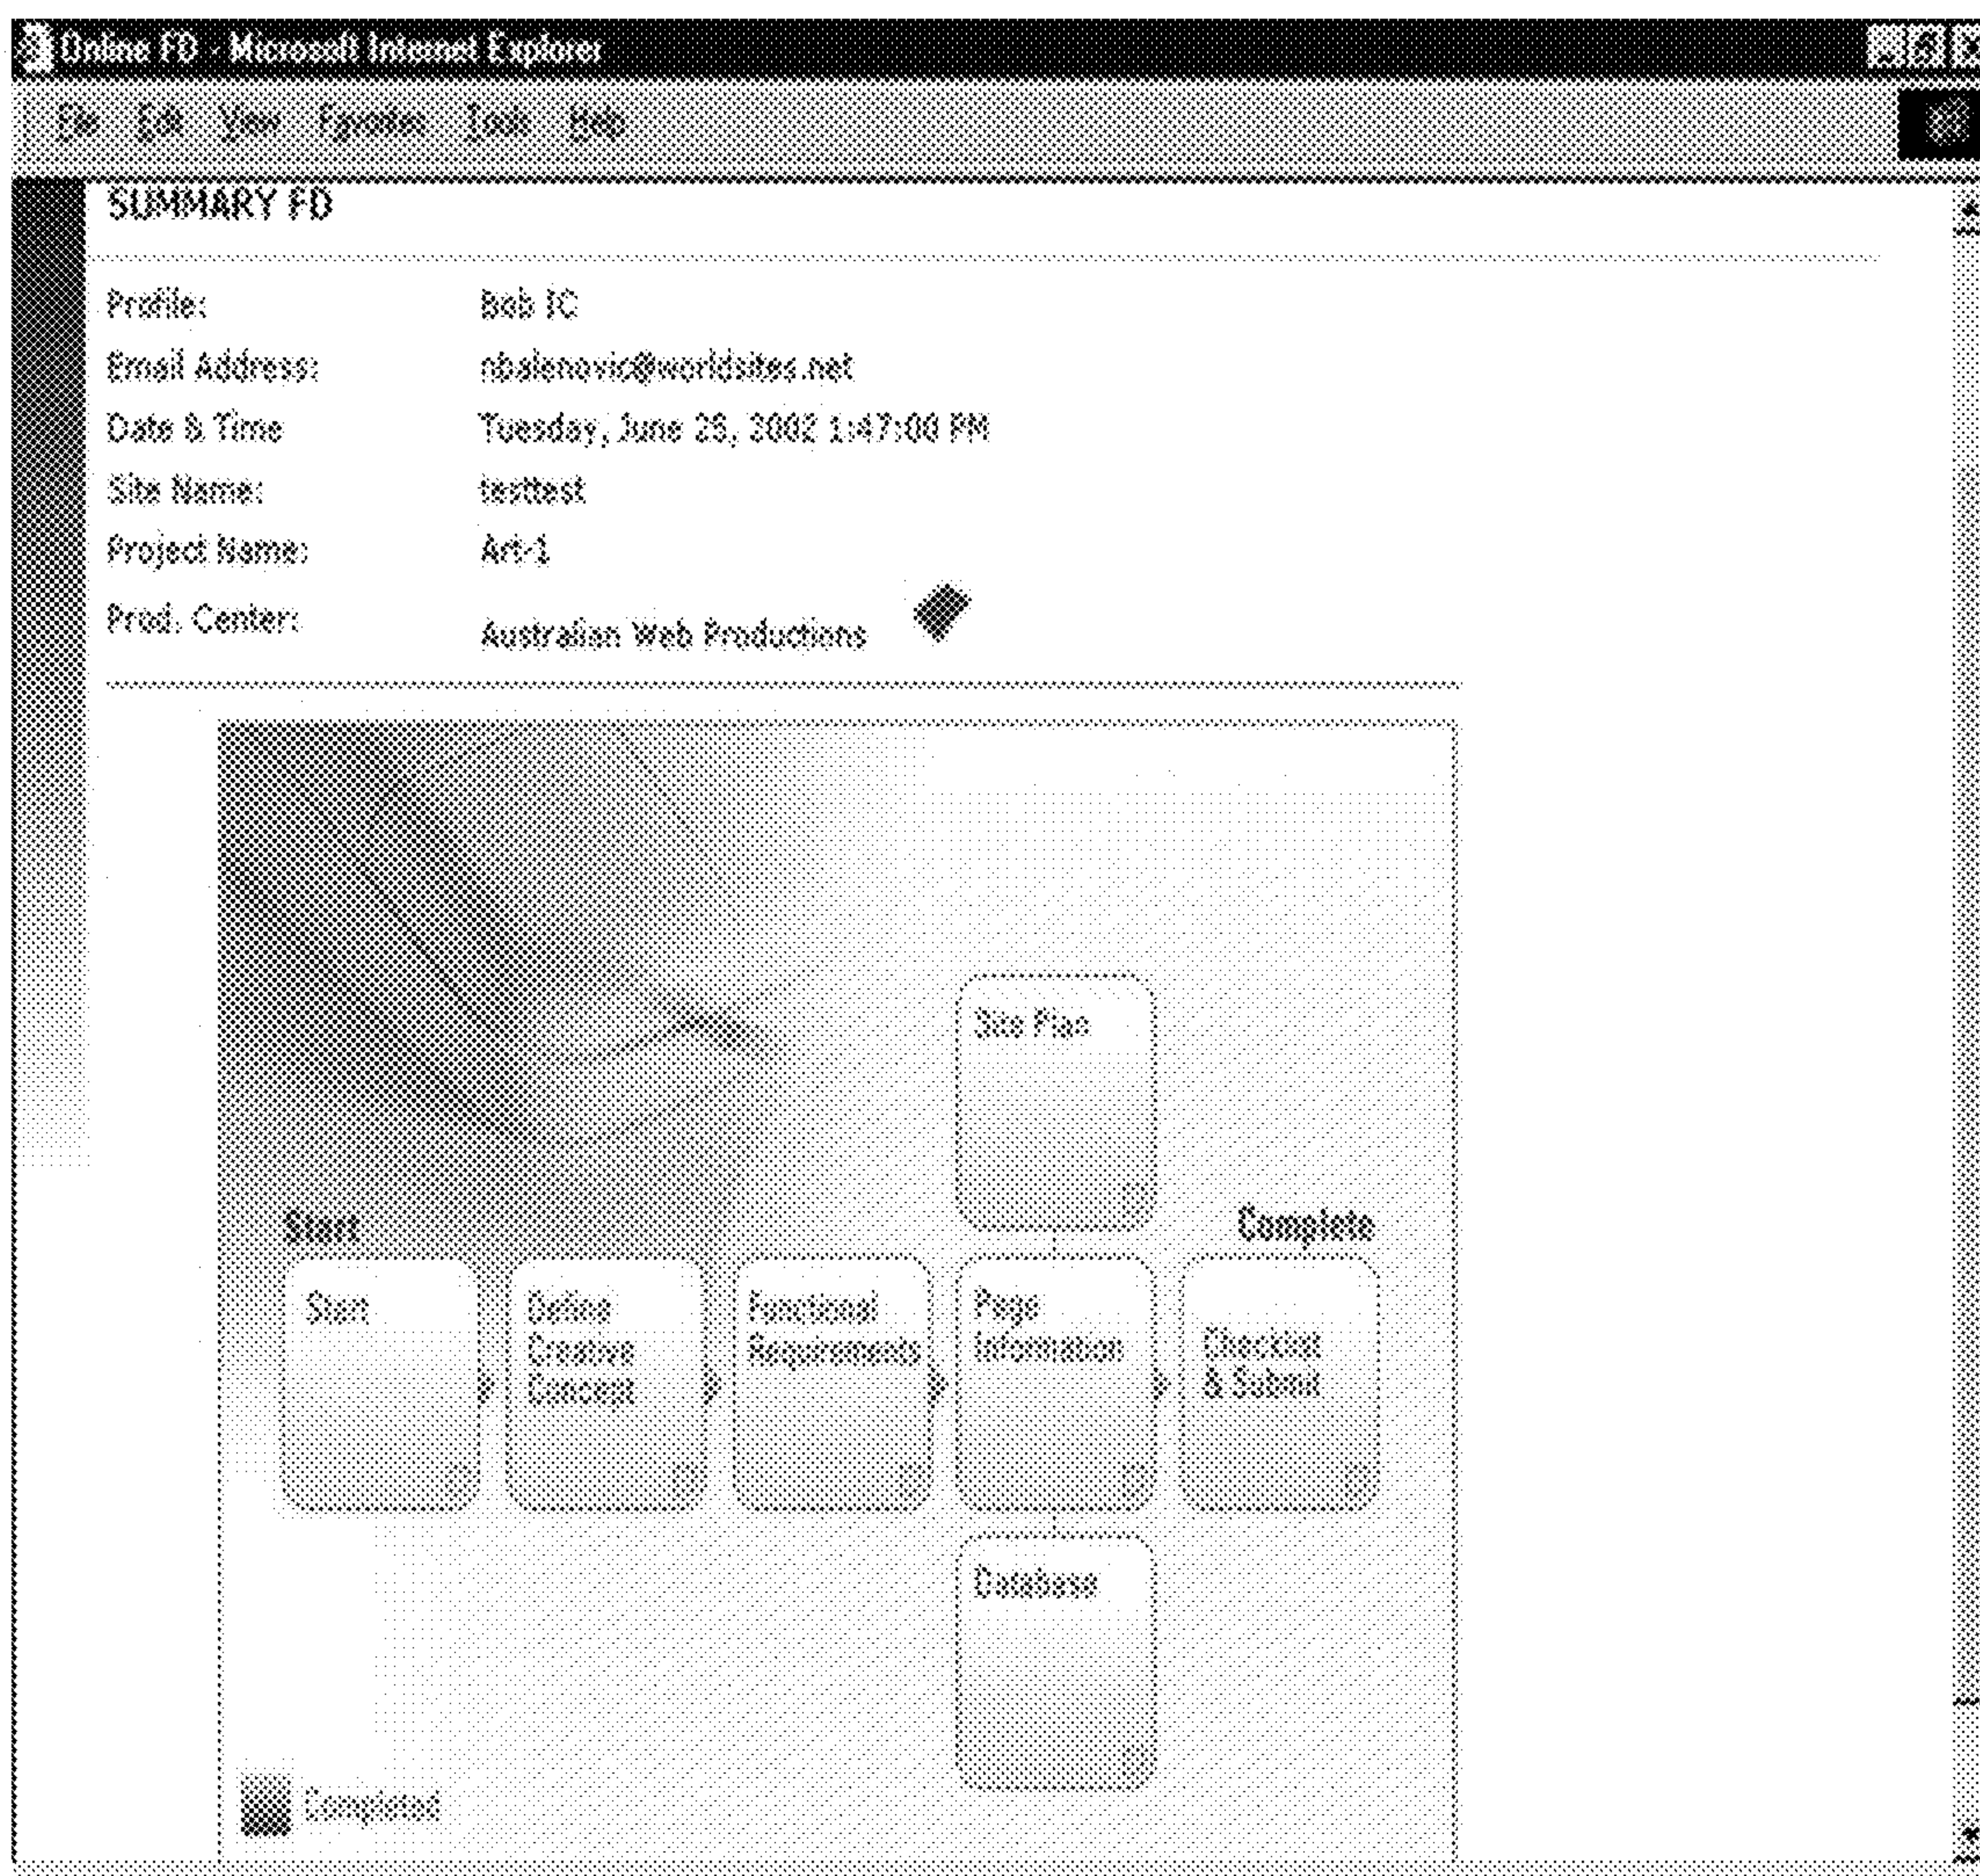 Online FD - Microsoft Internet Explorer
File Edit View Favorites Tools Help
SUMMARY FD
Profile: Bob IC
Email Address: nbalenovic@worldsites.net
Date & Time Tuesday, June 25, 2002 1:47:00 PM
Site Name: testtest
Project Name: Art-1
Prod. Center: Australian Web Productions
Site Plan
Start
Complete
Start
Define
Creative
Concept
Functional
Requirements
Page
Information
Checklist
& Submit
Database
Completed